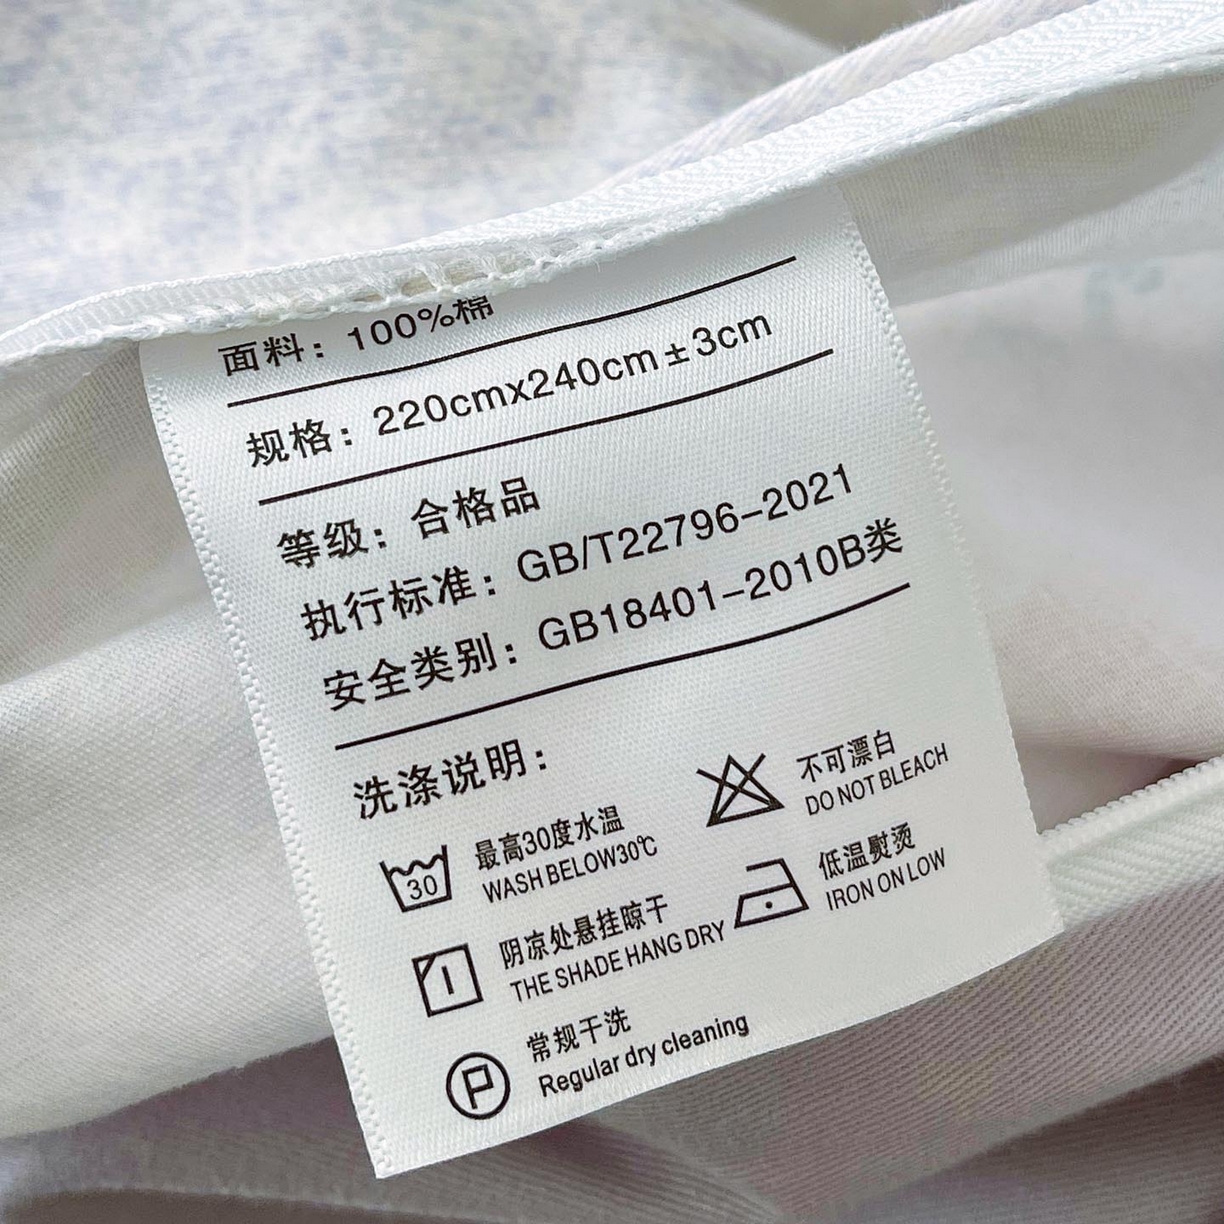 面料：100%棉
规格：220cmx240cm±3cm
等级：合格品
执行标准：GB/T22796-2021
安全类别：GB18401-2010B类
洗涤说明：
30
最高30度水温
WASH BELOW30℃
不可漂白
DO NOT BLEACH
阴凉处悬挂晾干
THE SHADE HANG DRY
低温熨烫
IRON ON LOW
P
常规干洗
Regular dry cleaning